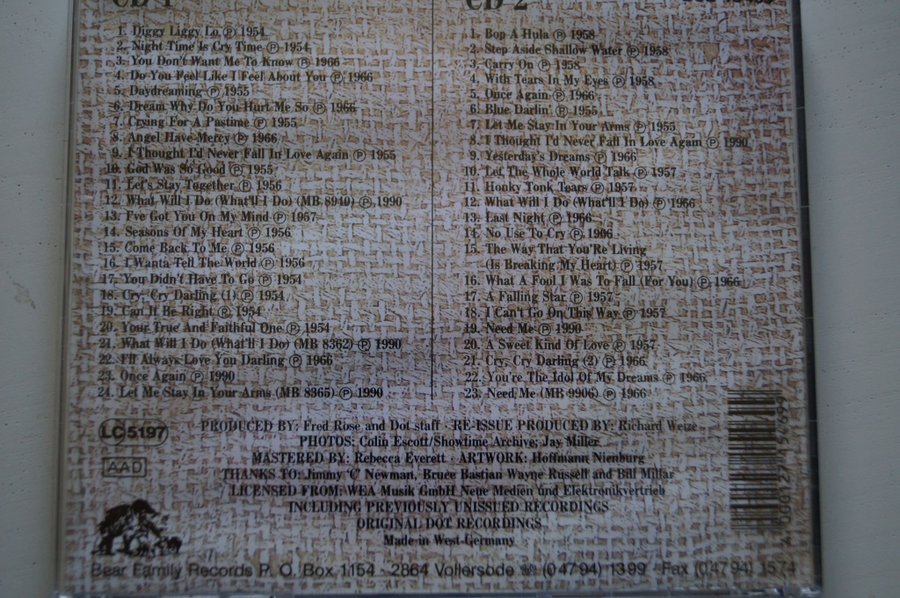 CD 1
1. Diggy Liggy Lo ℗ 1954
2. Night Time Is Cry Time ℗ 1954
3. You Don't Want Me To Know ℗ 1966
4. Do You Feel Like I Feel About You ℗ 1966
5. Daydreaming ℗ 1955
6. Dream Why Do You Hurt Me So ℗ 1966
7. Crying For A Pastime ℗ 1955
8. Angel Have Mercy ℗ 1966
9. I Thought I'd Never Fall In Love Again ℗ 1955
10. God Was So Good ℗ 1955
11. Let's Stay Together ℗ 1956
12. What Will I Do (What'll I Do) (MB 8940) ℗ 1990
13. I've Got You On My Mind ℗ 1957
14. Seasons Of My Heart ℗ 1956
15. Come Back To Me ℗ 1956
16. I Wanta Tell The World ℗ 1956
17. You Didn't Have To Go ℗ 1954
18. Cry, Cry Darling (1) ℗ 1954
19. Can It Be Right ℗ 1954
20. Your True And Faithful One ℗ 1954
21. What Will I Do (What'll I Do) (MB 8362) ℗ 1990
22. I'll Always Love You Darling ℗ 1966
23. Once Again ℗ 1990
24. Let Me Stay In Your Arms (MB 8365) ℗ 1990
CD 2
1. Bop A Hula ℗ 1958
2. Step Aside Shallow Water ℗ 1958
3. Carry On ℗ 1958
4. With Tears In My Eyes ℗ 1958
5. Once Again ℗ 1966
6. Blue Darlin' ℗ 1955
7. Let Me Stay In Your Arms ℗ 1955
8. I Thought I'd Never Fall In Love Again ℗ 1990
9. Yesterday's Dreams ℗ 1966
10. Let The Whole World Talk ℗ 1957
11. Honky Tonk Tears ℗ 1957
12. What Will I Do (What'll I Do) ℗ 1966
13. Last Night ℗ 1966
14. No Use To Cry ℗ 1966
15. The Way That You'Re Living
(Is Breaking My Heart) ℗ 1957
16. What A Fool I Was To Fall (For You) ℗ 1966
17. A Falling Star ℗ 1957
18. I Can't Go On This Way ℗ 1957
19. Need Me ℗ 1990
20. A Sweet Kind Of Love ℗ 1957
21. Cry, Cry Darling (2) ℗ 1966
22. You're The Idol Of My Dreams ℗ 1966
23. Need Me (MB 9906) ℗ 1966
LC 5197
AAD
PRODUCED BY: Fred Rose and Dot staff · RE-ISSUE PRODUCED BY: Richard Weize
PHOTOS: Colin Escott/Showtime Archive; Jay Miller
MASTERED BY: Rebecca Everett · ARTWORK: Hoffmann Nienburg
THANKS TO: Jimmy 'C' Newman, Bruce Bastian Wayne Russell and Bill Millar
LICENSED FROM: WEA Musik GmbH Neue Medien und Elektronikvertrieb
INCLUDING PREVIOUSLY UNISSUED RECORDINGS
ORIGINAL DOT RECORDINGS
Made in West-Germany
Bear Family Records P. O. Box 1154 · 2864 Vollersode ☏ (0 47 94) 13 99 · Fax (0 47 94) 15 74